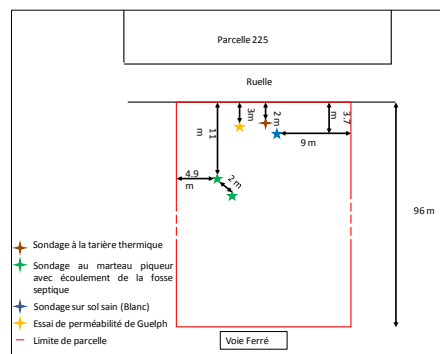 Parcelle 225
Ruelle
3m
2 m
3.7
m
11
m
9 m
4.9
m
2 m
96 m
Sondage à la tarière thermique
Sondage au marteau piqueur
avec écoulement de la fosse
septique
Sondage sur sol sain (Blanc)
Essai de perméabilité de Guelph
Limite de parcelle
Voie Ferré